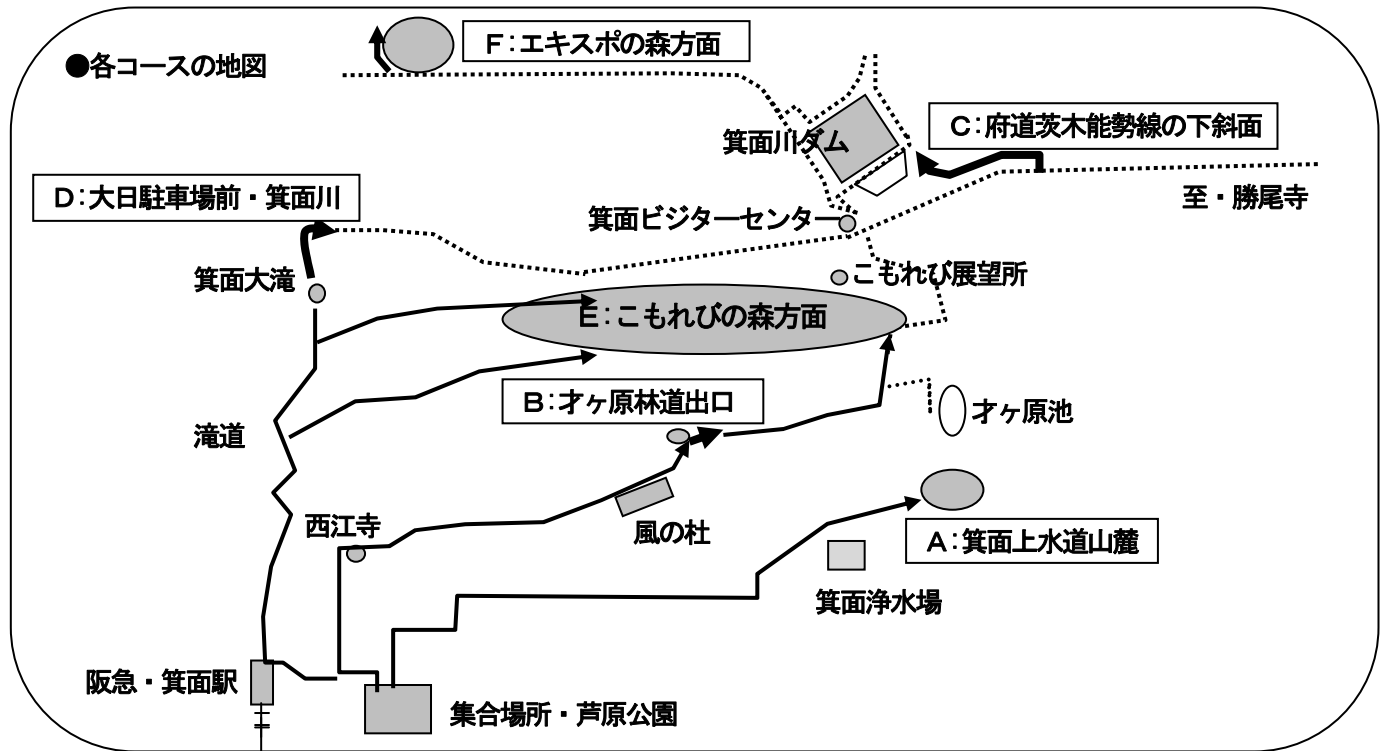 ●各コースの地図
F:エキスポの森方面
C:府道茨木能勢線の下斜面
箕面川ダム
D:大日駐車場前・箕面川
至・勝尾寺
箕面ビジターセンター
箕面大滝
こもれび展望所
E:こもれびの森方面
B:才ヶ原林道出口
才ヶ原池
滝道
西江寺
風の杜
A:箕面上水道山麓
箕面浄水場
阪急・箕面駅
集合場所・芦原公園